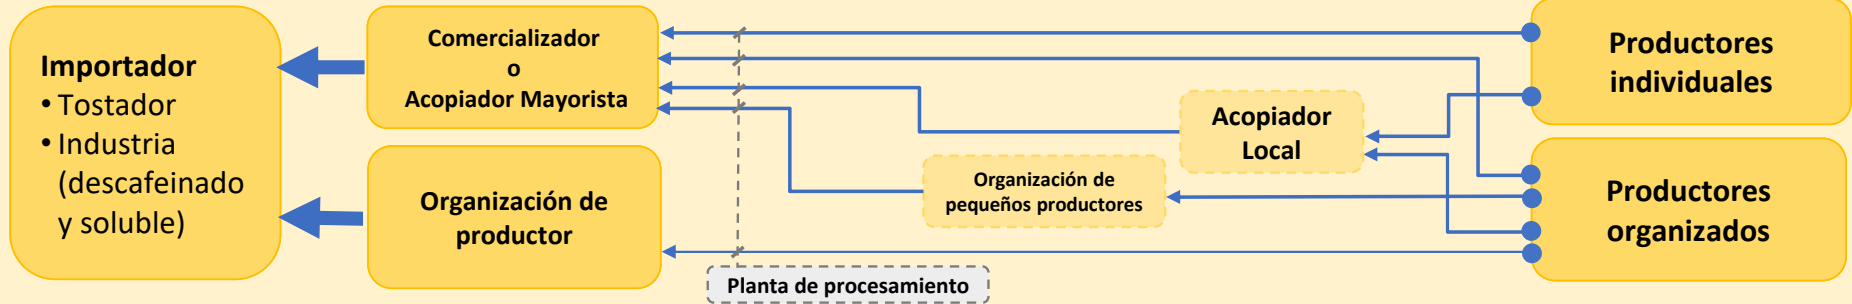 Importador
• Tostador
• Industria
(descafeinado
y soluble)
Comercializador
o
Acopiador Mayorista
Organización de
productor
Planta de procesamiento
Organización de
pequeños productores
Acopiador
Local
Productores
individuales
Productores
organizados